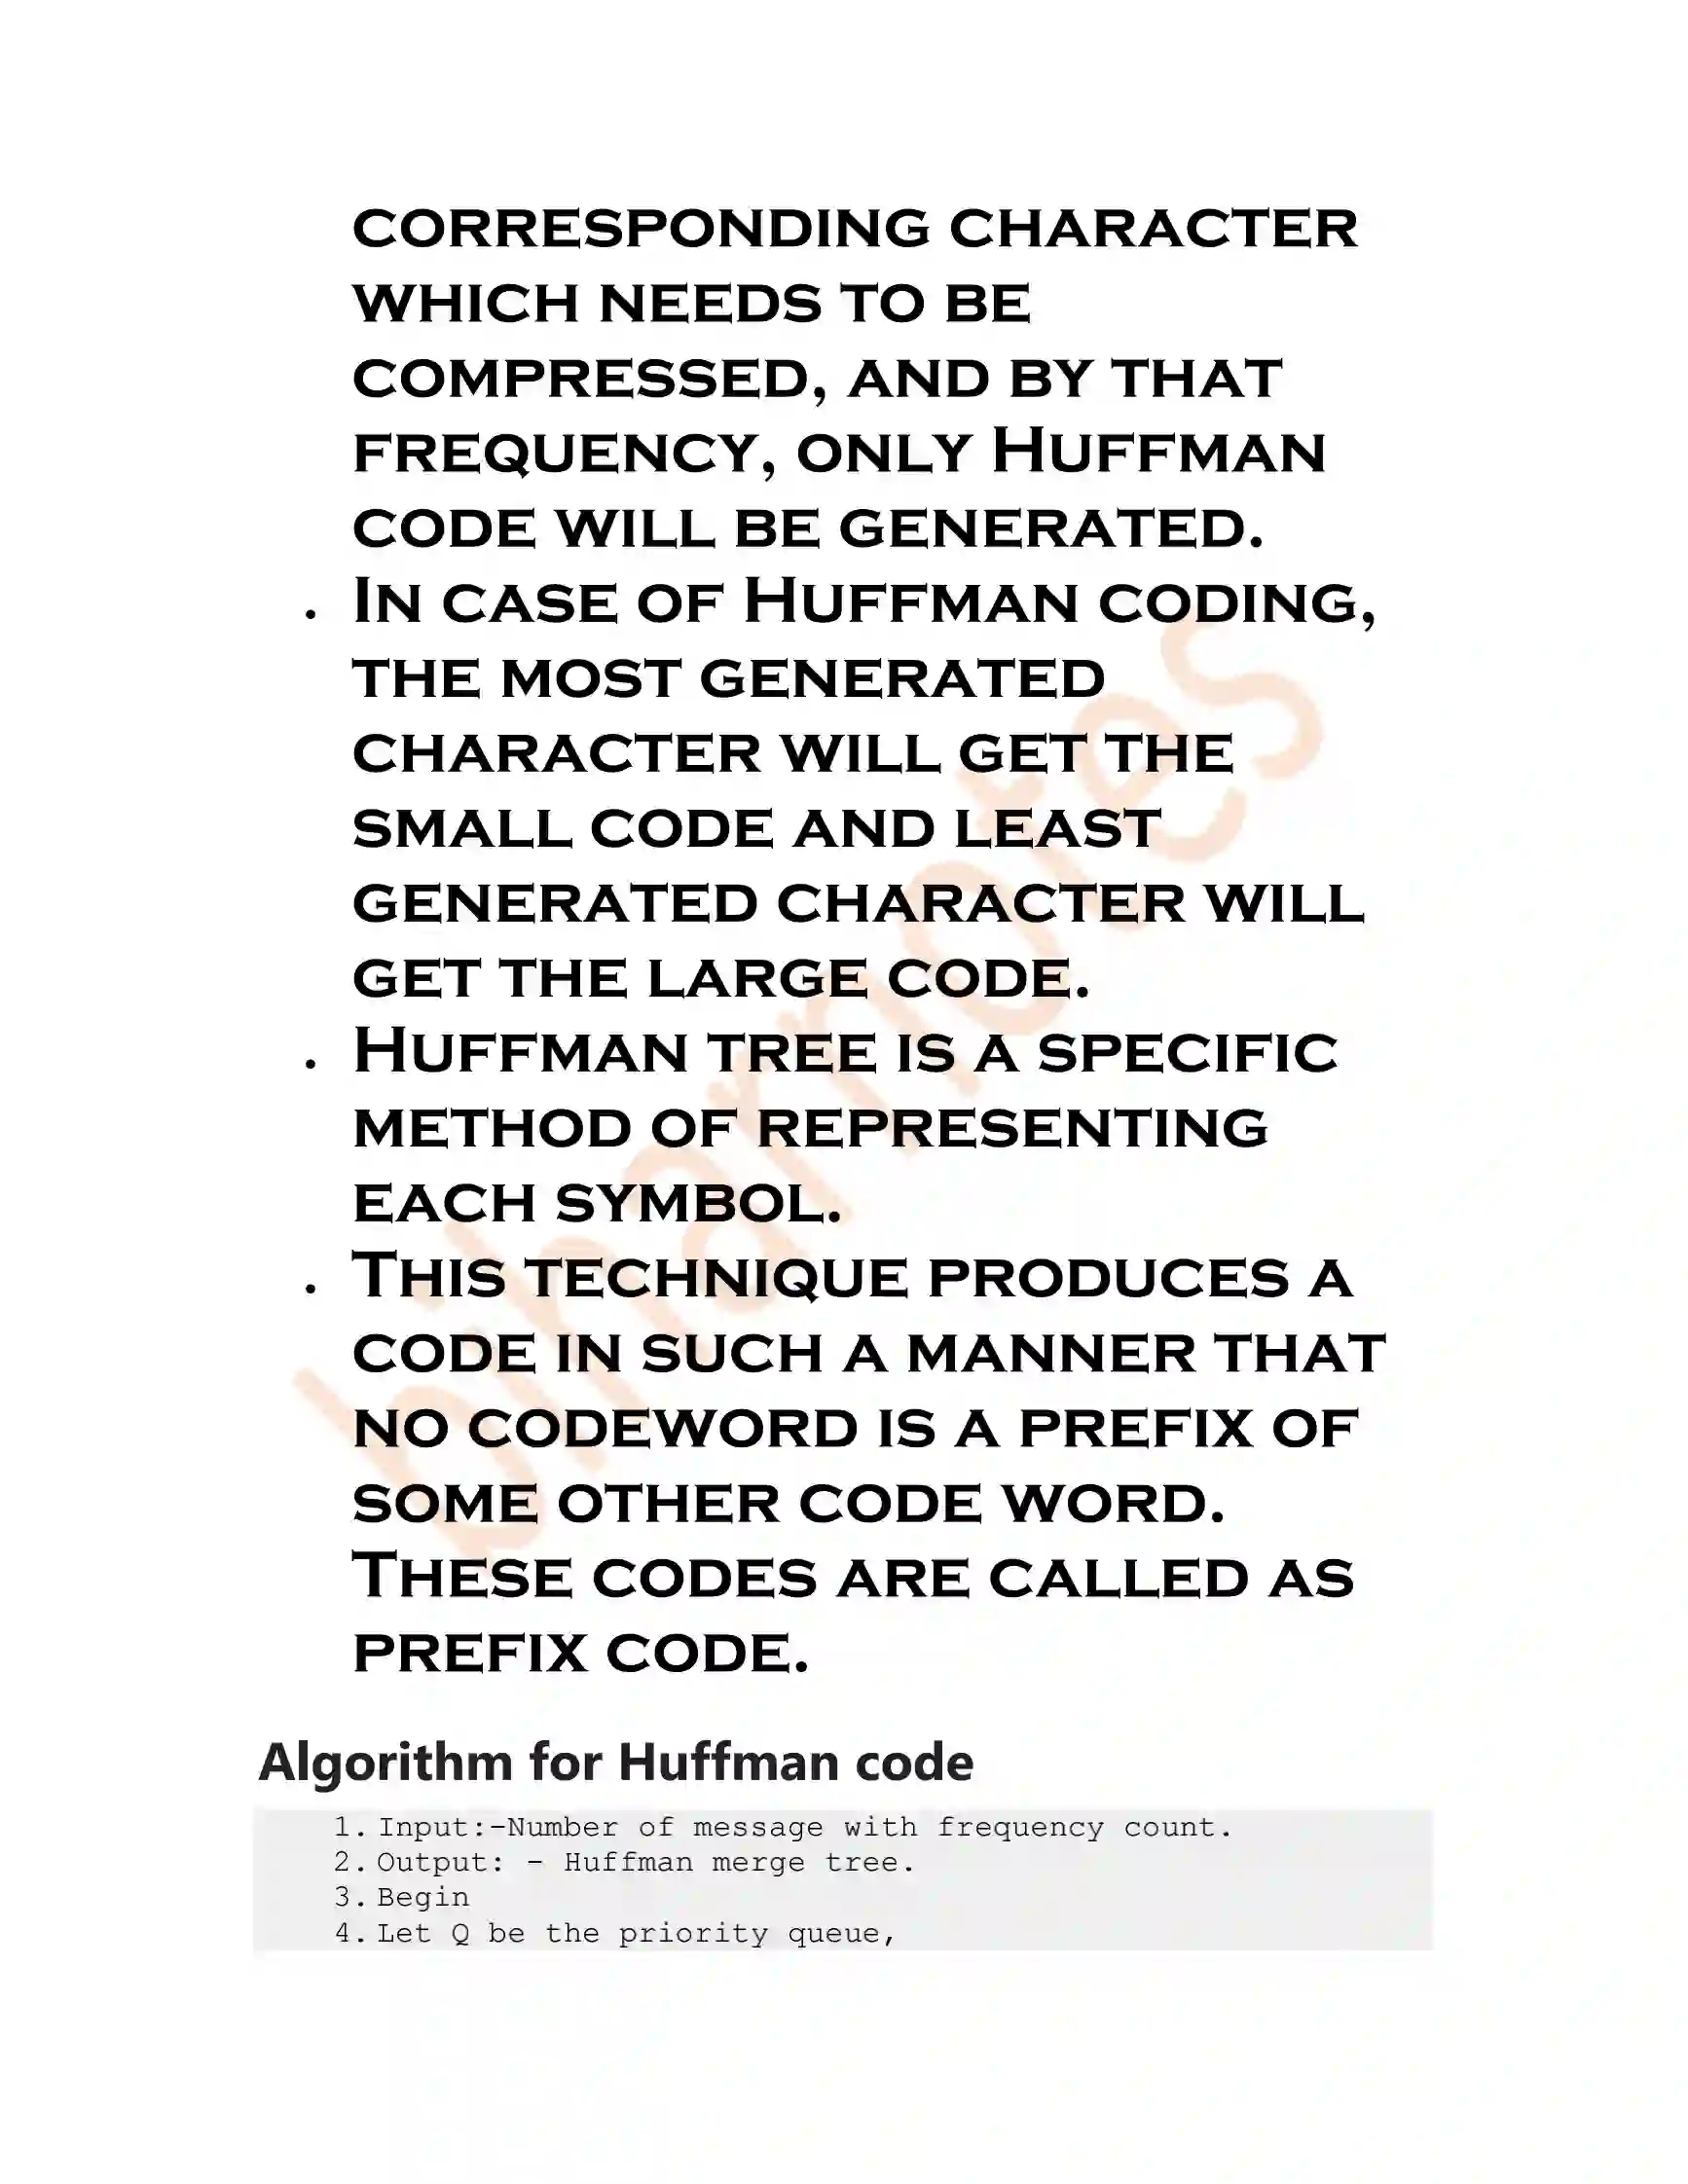 corresponding character
which needs to be
compressed, and by that
frequency, only Huffman
code will be generated.
• In case of Huffman coding,
the most generated
character will get the
small code and least
generated character will
get the large code.
• Huffman tree is a specific
method of representing
each symbol.
• This technique produces a
code in such a manner that
no codeword is a prefix of
some other code word.
These codes are called as
prefix code.
biharnotes
Algorithm for Huffman code
1. Input:-Number of message with frequency count.
2. Output: - Huffman merge tree.
3. Begin
4. Let Q be the priority queue,